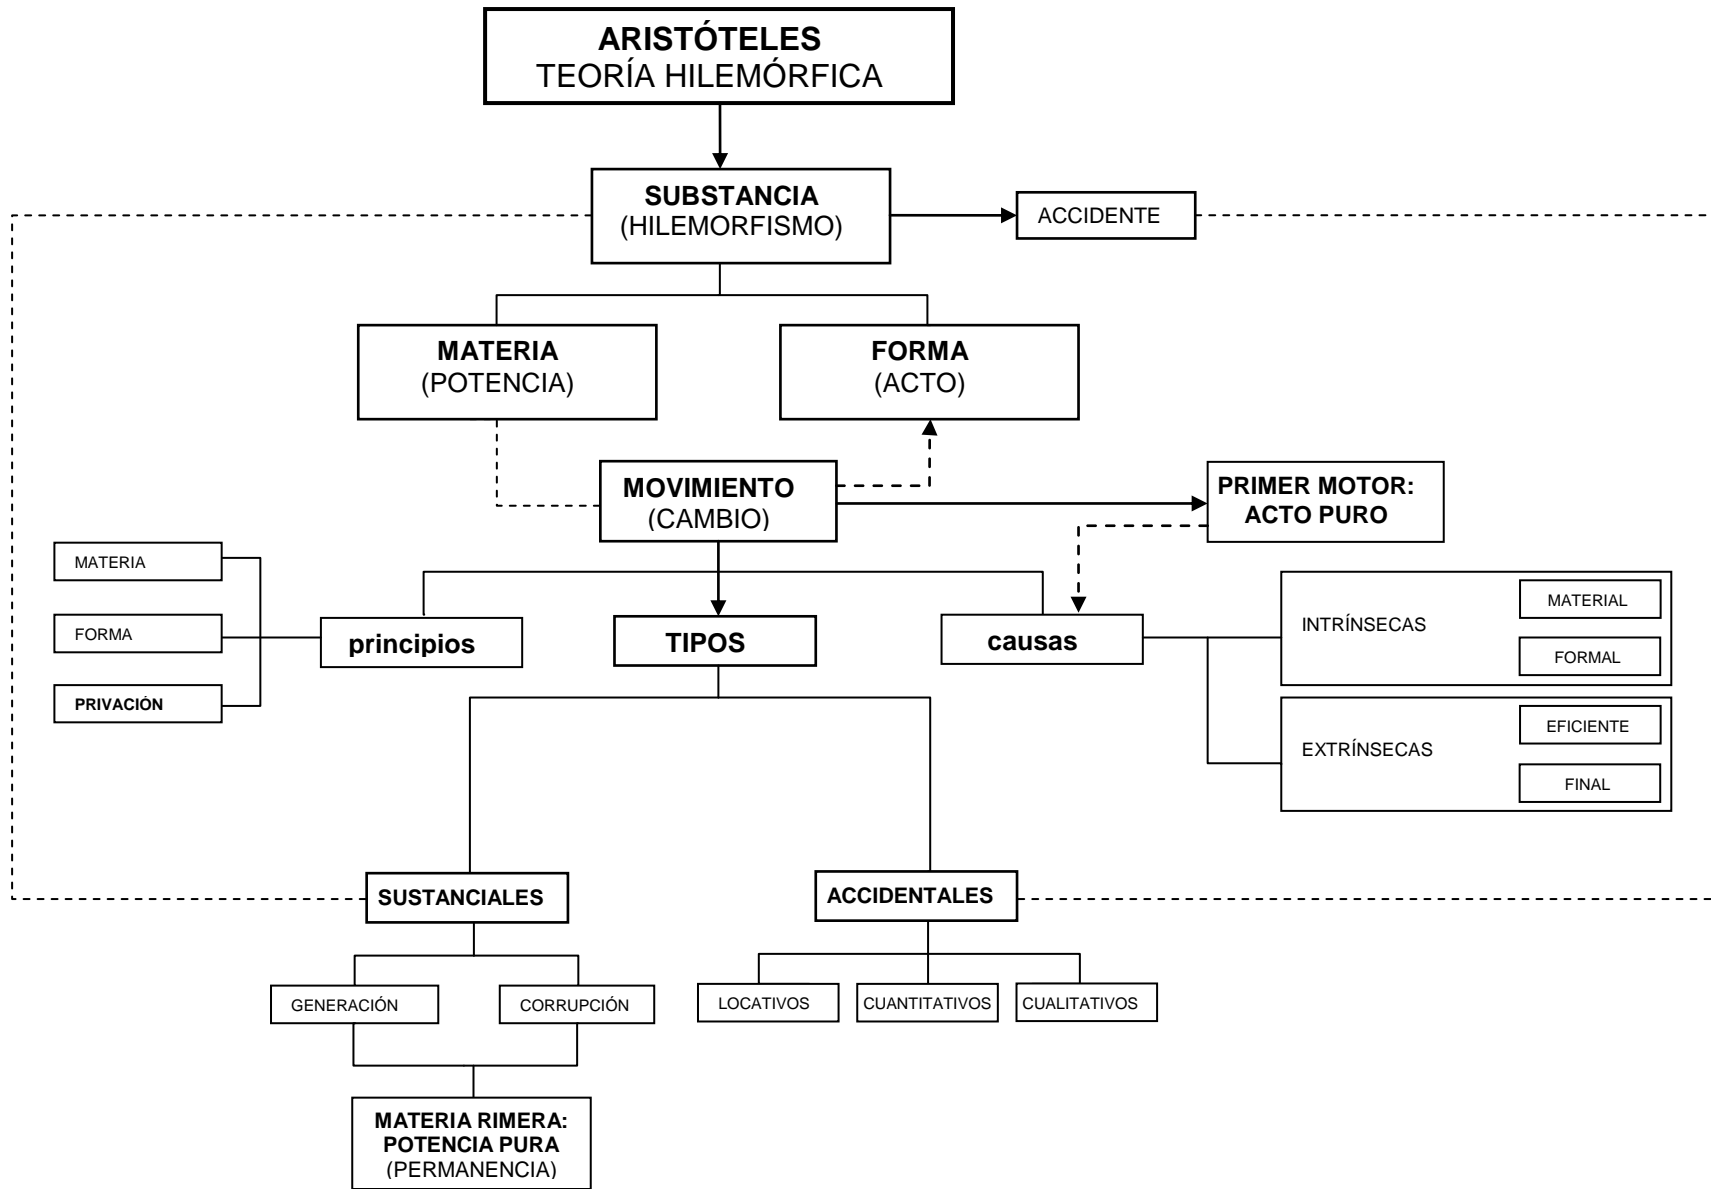 ARISTÓTELES
TEORÍA HILEMÓRFICA
SUBSTANCIA
(HILEMORFISMO)
ACCIDENTE
MATERIA
(POTENCIA)
FORMA
(ACTO)
MOVIMIENTO
(CAMBIO)
PRIMER MOTOR:
ACTO PURO
MATERIA
FORMA
PRIVACIÓN
principios
TIPOS
causas
INTRÍNSECAS
MATERIAL
FORMAL
EXTRÍNSECAS
EFICIENTE
FINAL
SUSTANCIALES
ACCIDENTALES
GENERACIÓN
CORRUPCIÓN
LOCATIVOS
CUANTITATIVOS
CUALITATIVOS
MATERIA RIMERA:
POTENCIA PURA
(PERMANENCIA)